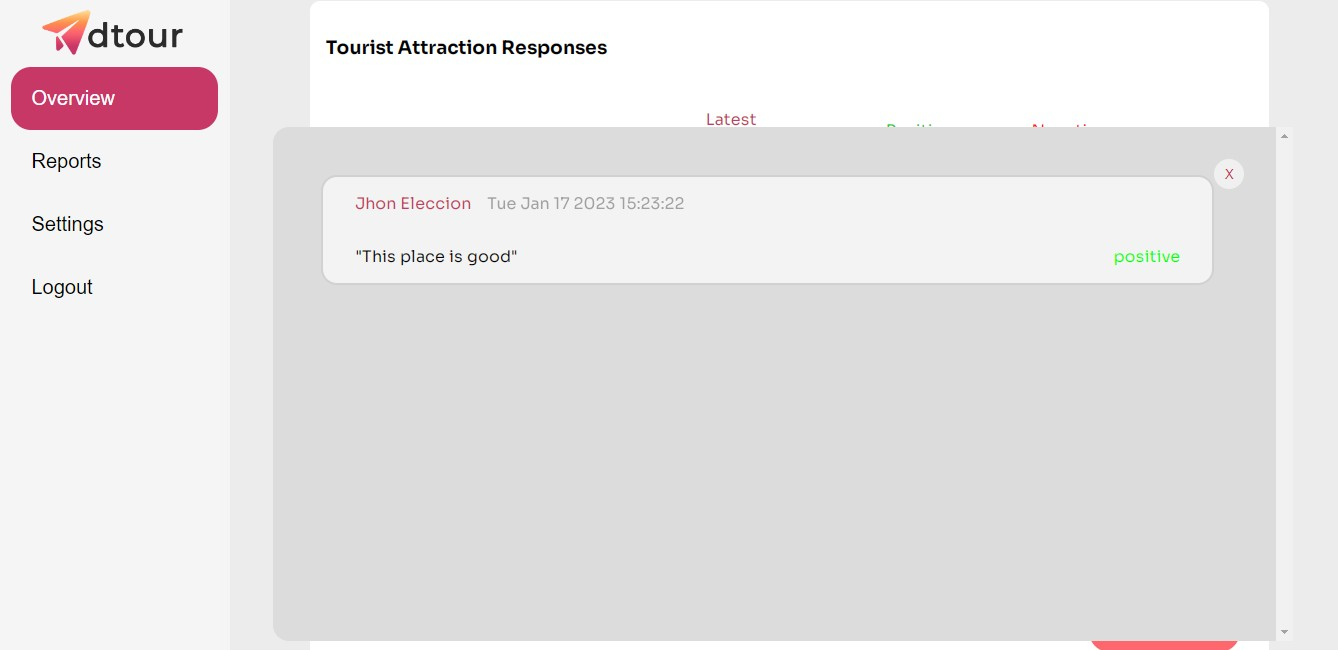 dtour
Overview
Reports
Settings
Logout
Tourist Attraction Responses
Latest
X
Jhon Eleccion Tue Jan 17 2023 15:23:22
"This place is good" positive